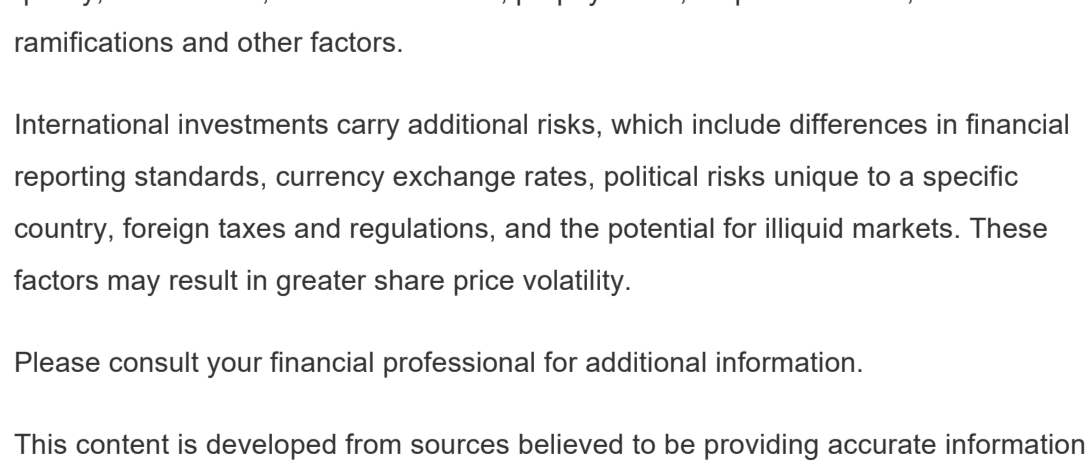 ramifications and other factors.
International investments carry additional risks, which include differences in financial
reporting standards, currency exchange rates, political risks unique to a specific
country, foreign taxes and regulations, and the potential for illiquid markets. These
factors may result in greater share price volatility.
Please consult your financial professional for additional information.
This content is developed from sources believed to be providing accurate information